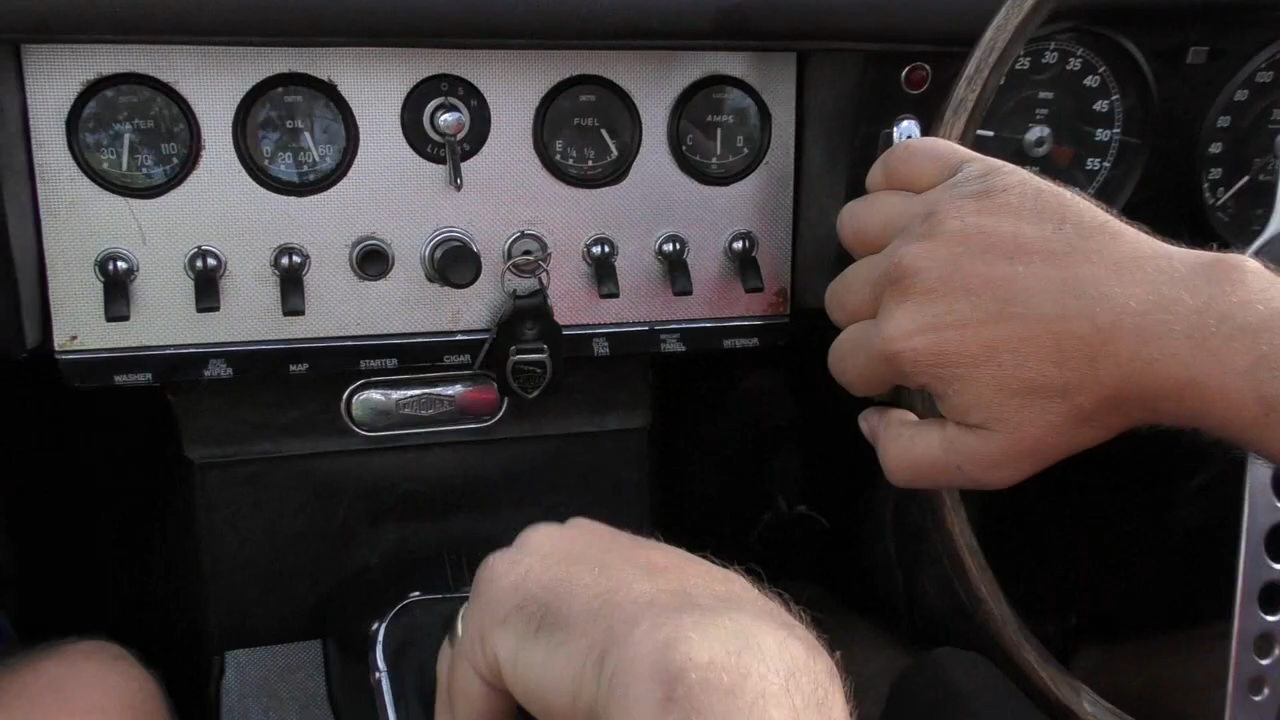 WATER
30 70 110
OIL
0 20 40 60
O S H
LIGHTS
FUEL
E 1/4 1/2
AMPS
C D
25 30 35 40 45 50 55
100
80
60
40
20
0
WASHER
WIPER
MAP
STARTER
CIGAR
FAN
PANEL
INTERIOR
JAGUAR